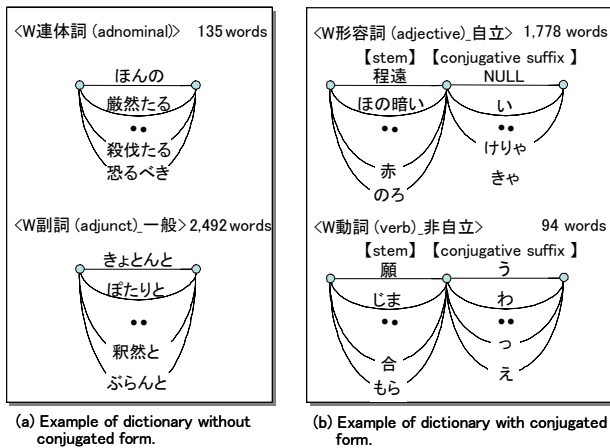 <W連体詞 (adnominal)> 135 words
ほんの
厳然たる
殺伐たる
恐るべき
<W副詞 (adjunct)_一般> 2,492 words
きょとんと
ぽたりと
釈然と
ぶらんと
(a) Example of dictionary without
conjugated form.
<W形容詞 (adjective)_自立> 1,778 words
【stem】【conjugative suffix 】
程遠 NULL
ほの暗い い
けりゃ
赤 きゃ
のろ
<W動詞 (verb)_非自立> 94 words
【stem】【conjugative suffix 】
願 う
じま わ
っ
合 え
もら
(b) Example of dictionary with conjugated
form.